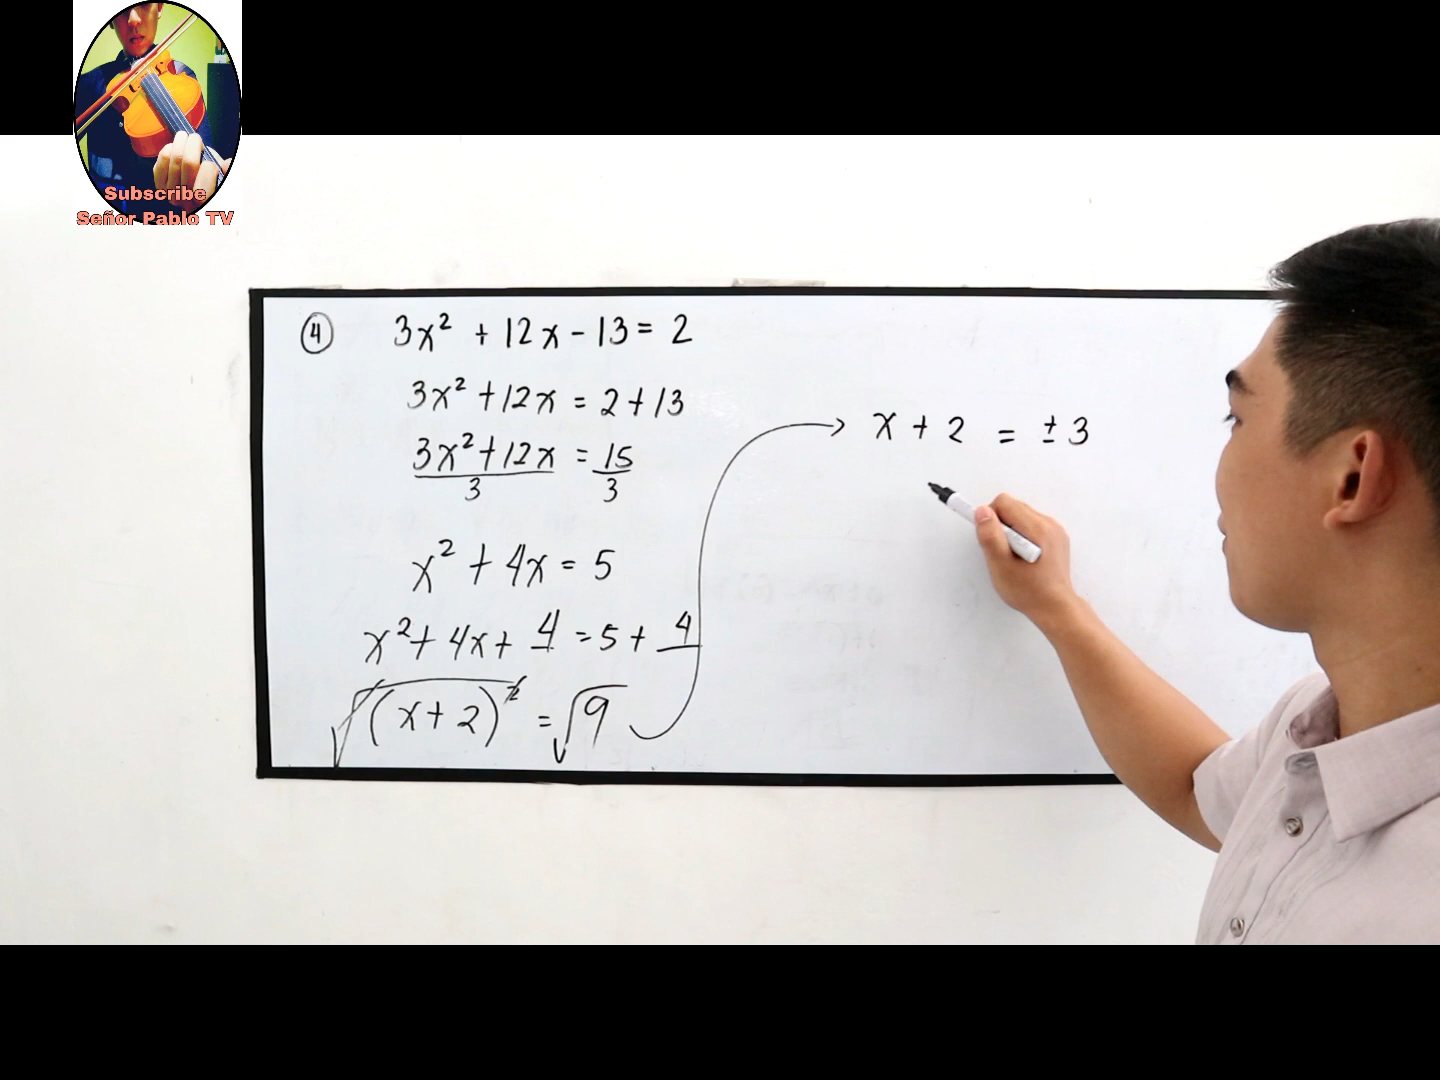 Subscribe
Señor Pablo TV
④ 3x² + 12x - 13 = 2
3x² + 12x = 2 + 13
3x² + 12x = 15
3 3
x² + 4x = 5
x² + 4x + 4 = 5 + 4
√(x + 2)² = √9
→ x + 2 = ± 3